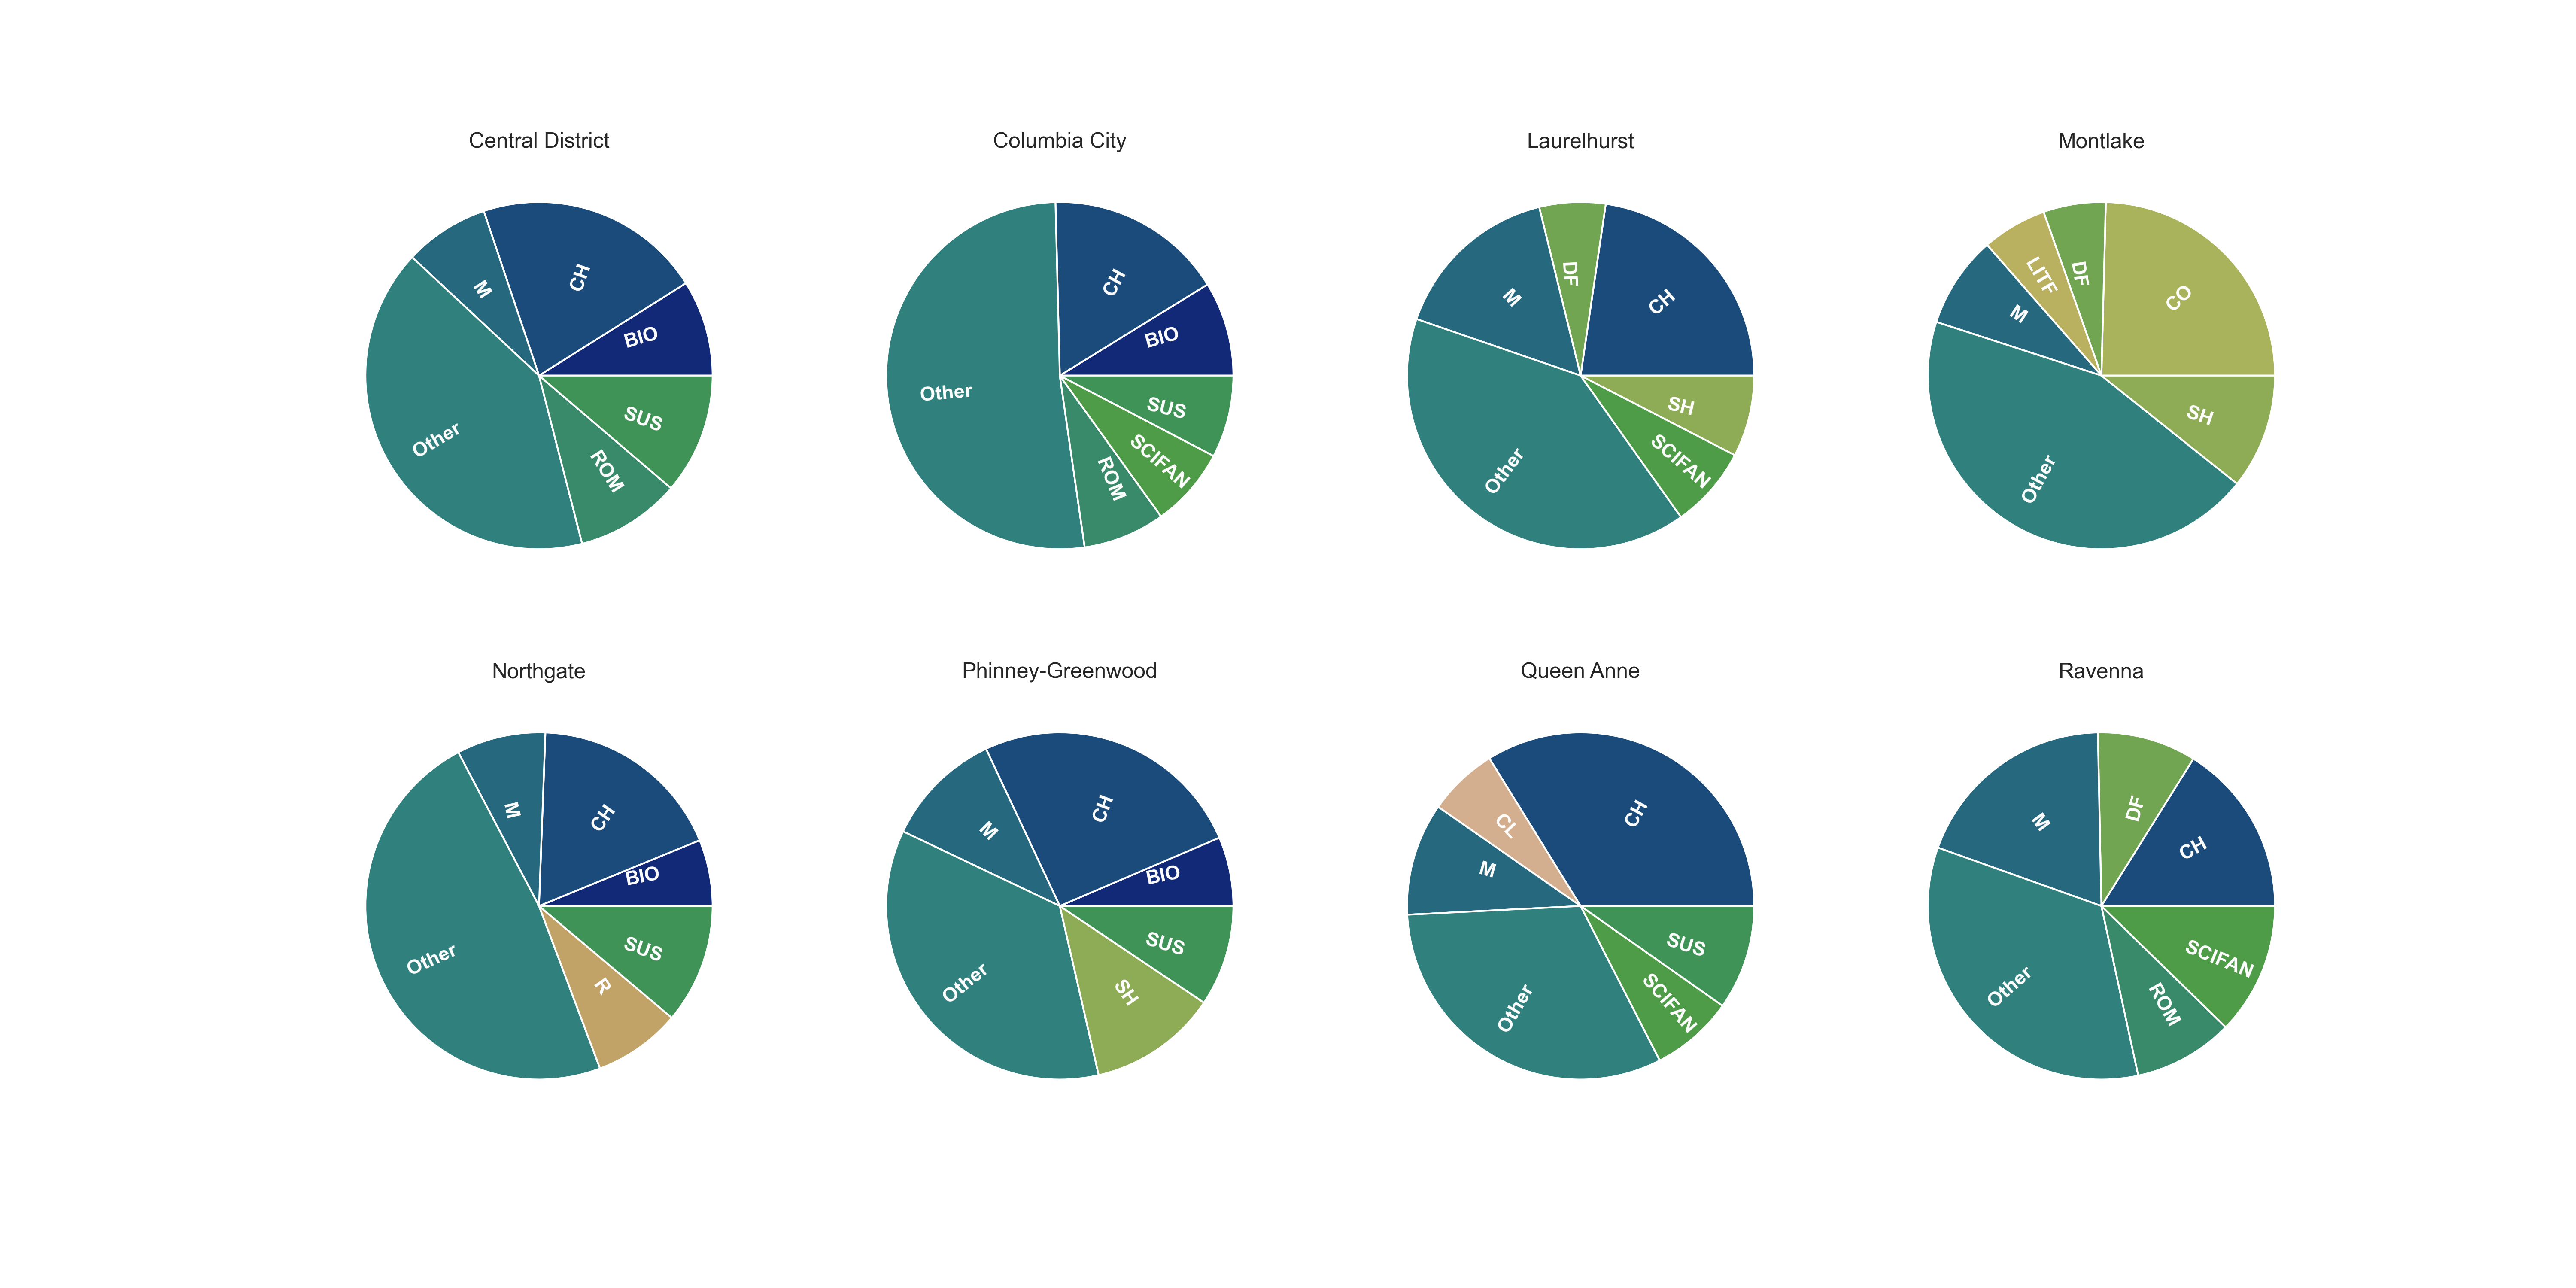 Central District
Columbia City
Laurelhurst
Montlake
CH
M
BIO
Other
SUS
ROM
CH
BIO
Other
SUS
SCIFAN
ROM
DF
CH
M
SH
SCIFAN
Other
DF
LITF
CO
M
SH
Other
Northgate
Phinney-Greenwood
Queen Anne
Ravenna
M
CH
BIO
Other
SUS
R
CH
M
BIO
SUS
Other
SH
CH
CL
M
SUS
SCIFAN
Other
DF
M
CH
SCIFAN
Other
ROM